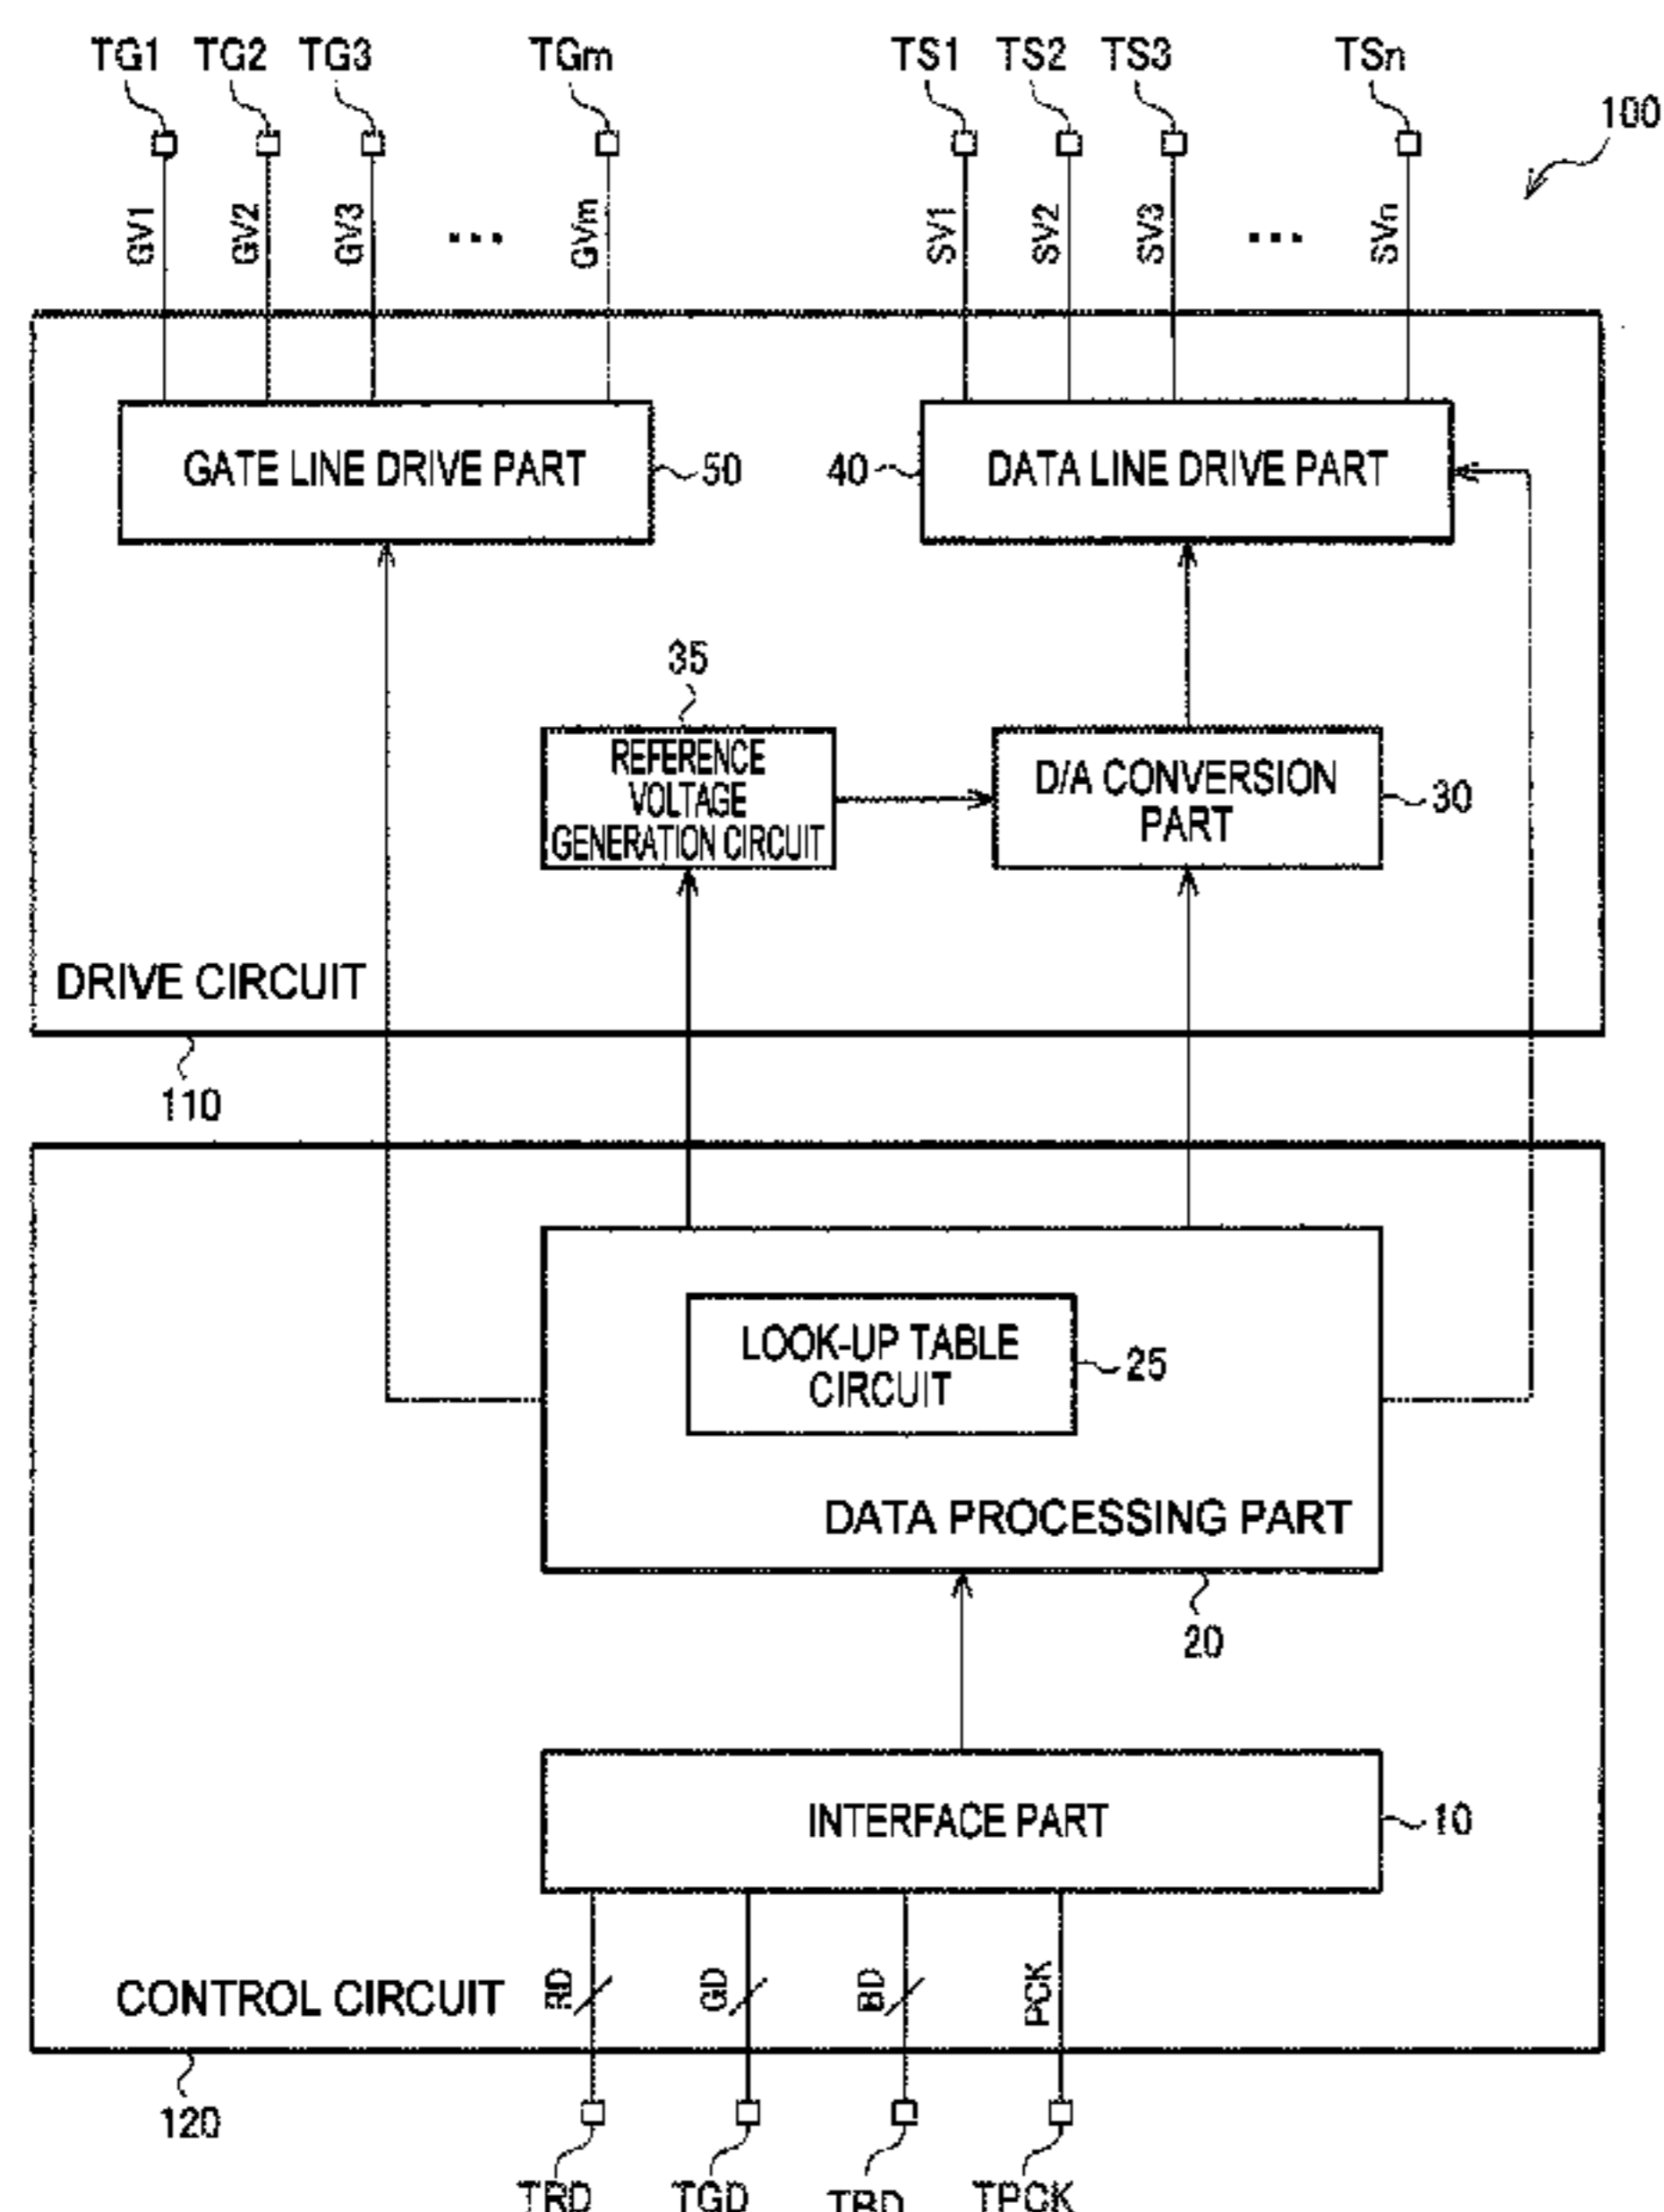 TG1 TG2 TG3 TGm TS1 TS2 TS3 TSn
100
GV1 GV2 GV3 ... GVm SV1 SV2 SV3 ... SVn
GATE LINE DRIVE PART 50 40 DATA LINE DRIVE PART
35
REFERENCE
VOLTAGE
GENERATION CIRCUIT
D/A CONVERSION
PART
30
DRIVE CIRCUIT
110
LOOK-UP TABLE
CIRCUIT
25
DATA PROCESSING PART
20
INTERFACE PART 10
RD GD BD PCK
CONTROL CIRCUIT
120
TRD TGD TBD TPCK